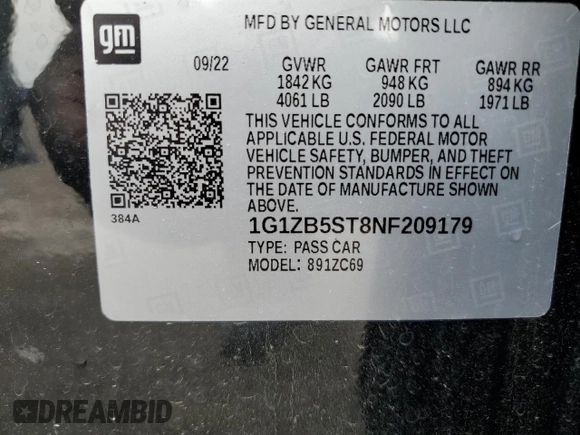 gm
MFD BY GENERAL MOTORS LLC
09/22 GVWR GAWR FRT GAWR RR
1842 KG 948 KG 894 KG
4061 LB 2090 LB 1971 LB
THIS VEHICLE CONFORMS TO ALL
APPLICABLE U.S. FEDERAL MOTOR
VEHICLE SAFETY, BUMPER, AND THEFT
PREVENTION STANDARDS IN EFFECT ON
THE DATE OF MANUFACTURE SHOWN
ABOVE.
384A
1G1ZB5ST8NF209179
TYPE: PASS CAR
MODEL: 891ZC69
DREAMBID